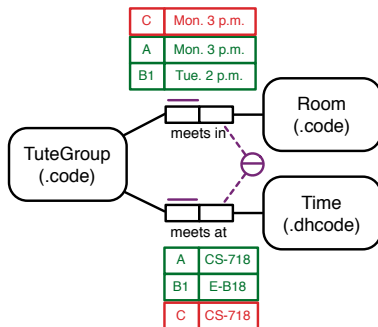 C Mon. 3 p.m.
A Mon. 3 p.m.
B1 Tue. 2 p.m.
Room
(.code)
meets in
TuteGroup
(.code)
Time
(.dhcode)
meets at
A CS-718
B1 E-B18
C CS-718